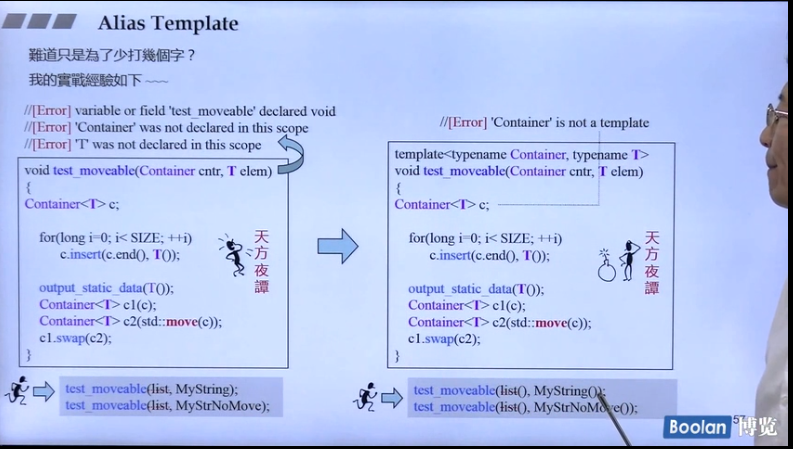 Alias Template
難道只是為了少打幾個字？
我的實戰經驗如下 ~~~
//[Error] variable or field 'test_moveable' declared void
//[Error] 'Container' was not declared in this scope
//[Error] 'T' was not declared in this scope
void test_moveable(Container cntr, T elem)
{
Container<T> c;
for(long i=0; i< SIZE; ++i)
c.insert(c.end(), T());
output_static_data(T());
Container<T> c1(c);
Container<T> c2(std::move(c));
c1.swap(c2);
}
天方夜譚
test_moveable(list, MyString);
test_moveable(list, MyStrNoMove);
//[Error] 'Container' is not a template
template<typename Container, typename T>
void test_moveable(Container cntr, T elem)
{
Container<T> c;
for(long i=0; i< SIZE; ++i)
c.insert(c.end(), T());
output_static_data(T());
Container<T> c1(c);
Container<T> c2(std::move(c));
c1.swap(c2);
}
天方夜譚
test_moveable(list(), MyString());
test_moveable(list(), MyStrNoMove());
57
Boolan 博览